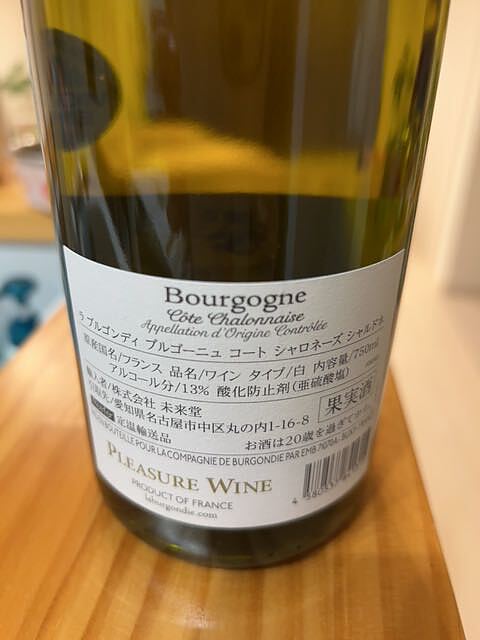 Bourgogne
Côte Chalonnaise
Appellation d'Origine Contrôlée
ラ ブルゴンディ ブルゴーニュ コート シャロネーズ シャルドネ
原産国名/フランス 品名/ワイン タイプ/白 内容量/750ml
アルコール分/13% 酸化防止剤(亜硫酸塩)
輸入者/株式会社 未来堂
引取先/愛知県名古屋市中区丸の内1-16-8
果実酒
定温輸送品
お酒は20歳を過ぎてから
BOUTEILLE POUR LA COMPAGNIE DE BURGONDIE PAR EMB
PLEASURE WINE
PRODUCT OF FRANCE
laburgondie.com